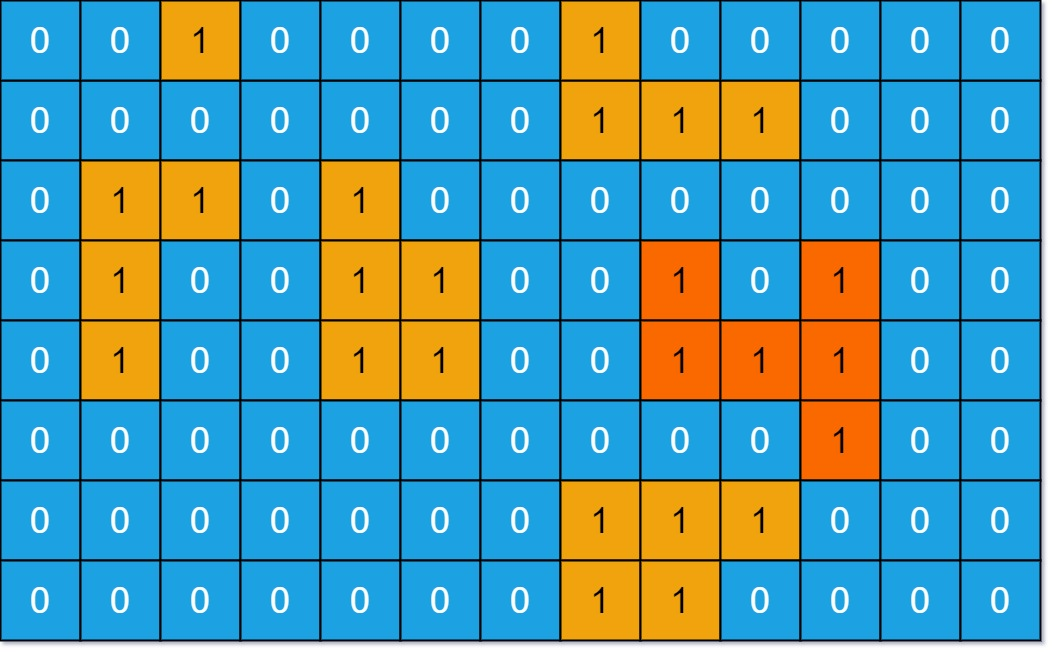 0 0 1 0 0 0 0 1 0 0 0 0 0
0 0 0 0 0 0 0 1 1 1 0 0 0
0 1 1 0 1 0 0 0 0 0 0 0 0
0 1 0 0 1 1 0 0 1 0 1 0 0
0 1 0 0 1 1 0 0 1 1 1 0 0
0 0 0 0 0 0 0 0 0 0 1 0 0
0 0 0 0 0 0 0 1 1 1 0 0 0
0 0 0 0 0 0 0 1 1 0 0 0 0